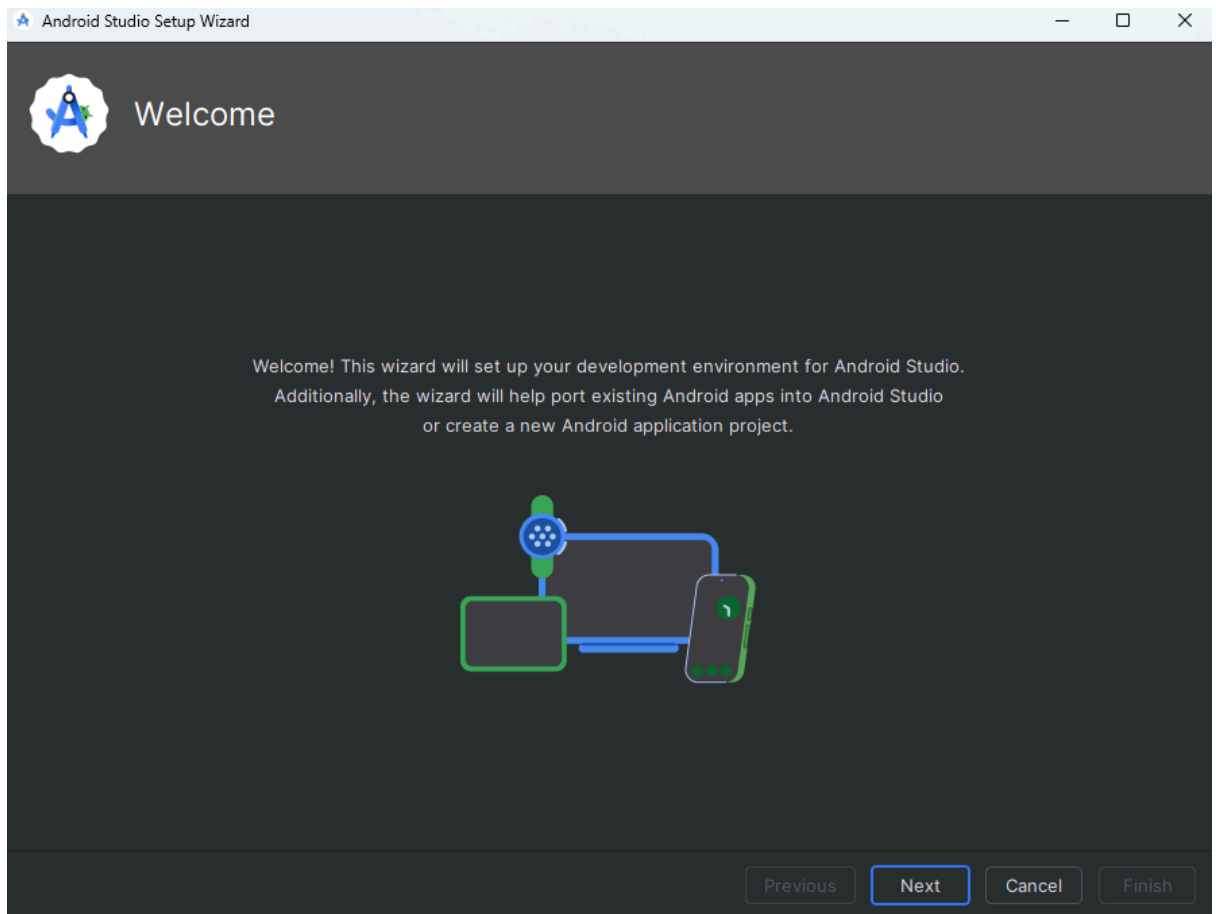 Android Studio Setup Wizard
Welcome
Welcome! This wizard will set up your development environment for Android Studio.
Additionally, the wizard will help port existing Android apps into Android Studio
or create a new Android application project.
Previous
Next
Cancel
Finish